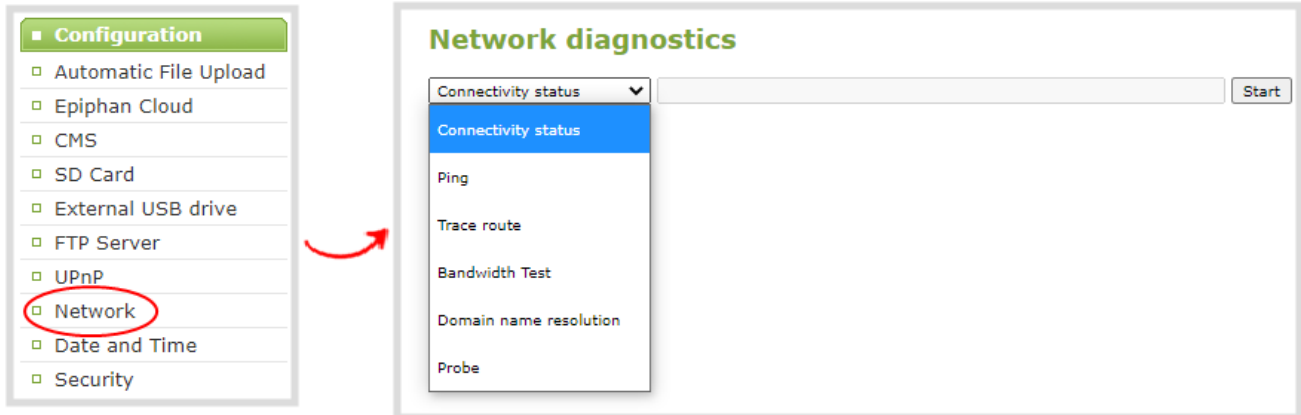 Configuration
Automatic File Upload
Epiphan Cloud
CMS
SD Card
External USB drive
FTP Server
UPnP
Network
Date and Time
Security
Network diagnostics
Connectivity status
Start
Connectivity status
Ping
Trace route
Bandwidth Test
Domain name resolution
Probe